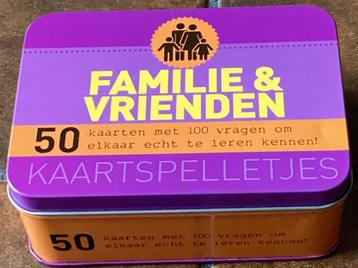 FAMILIE &
VRIENDEN
50 kaarten met 100 vragen om
elkaar echt te leren kennen!
KAARTSPELLETJES
50 kaarten met 100 vragen om
elkaar echt te leren kennen!